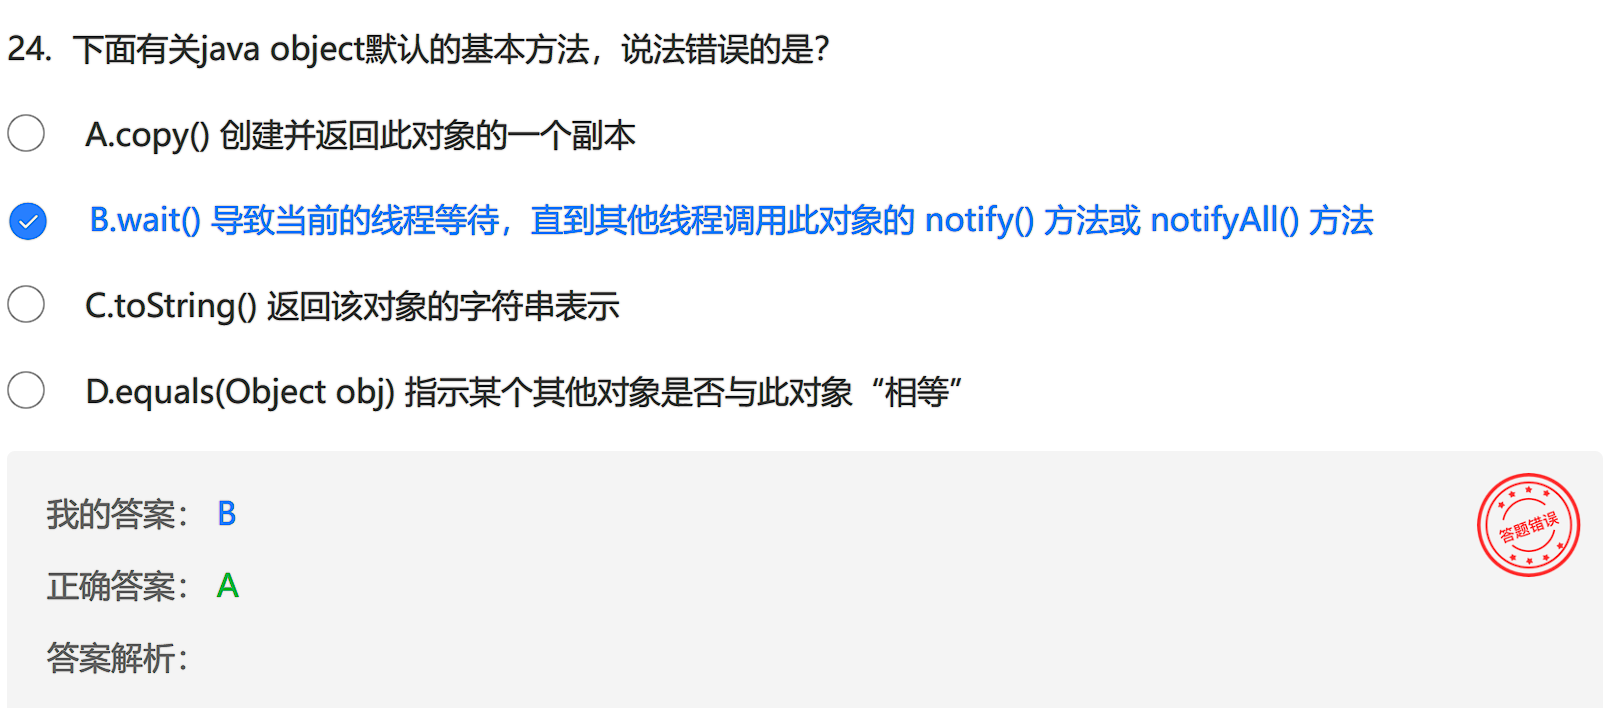 24. 下面有关java object默认的基本方法，说法错误的是？
A.copy() 创建并返回此对象的一个副本
B.wait() 导致当前的线程等待，直到其他线程调用此对象的 notify() 方法或 notifyAll() 方法
C.toString() 返回该对象的字符串表示
D.equals(Object obj) 指示某个其他对象是否与此对象“相等”
我的答案： B
答题错误
正确答案： A
答案解析：